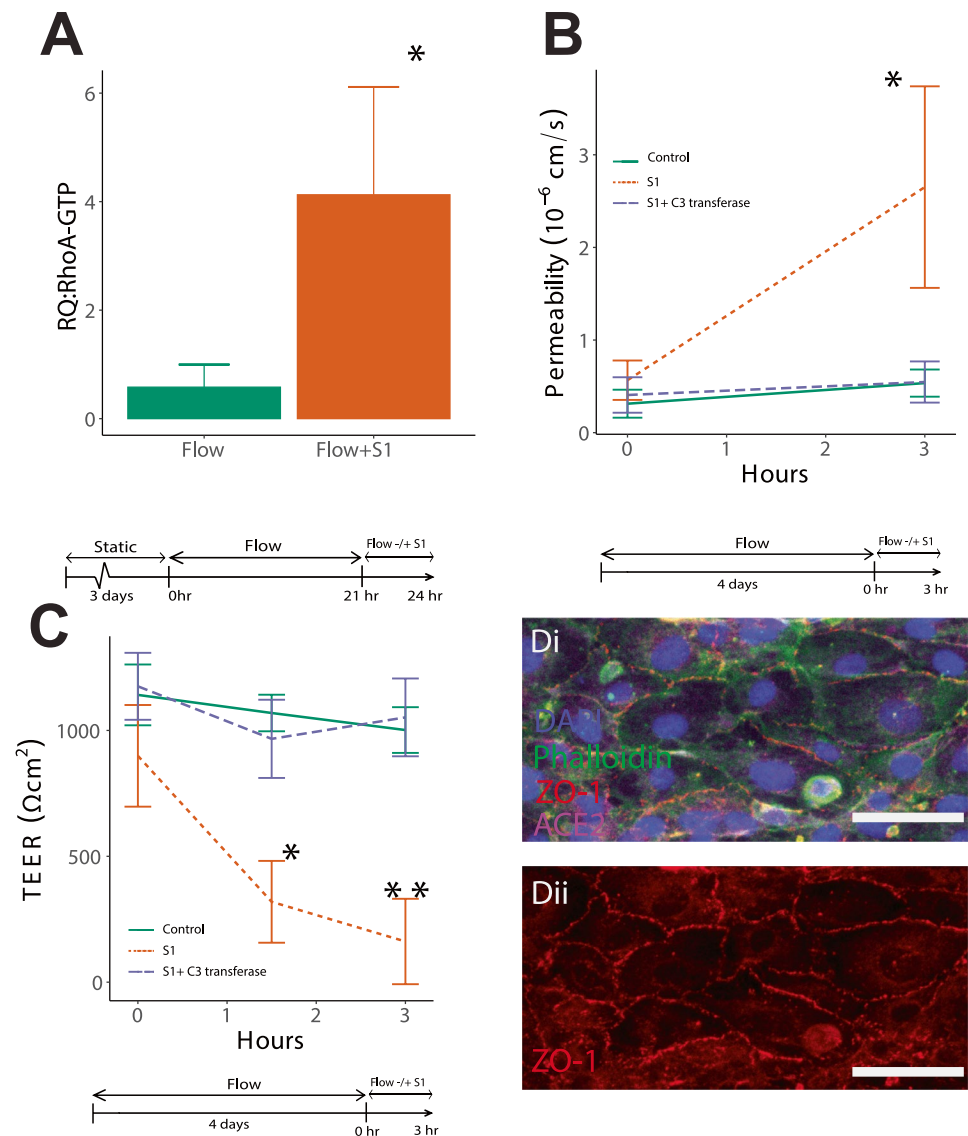 A
*
RQ:RhoA-GTP
6
4
2
0
Flow
Flow+S1
Static
Flow
Flow -/+ S1
3 days
0hr
21 hr
24 hr
B
*
Permeability (10⁻⁶ cm/s)
3
2
1
0
Control
S1
S1+ C3 transferase
0
1
2
3
Hours
Flow
Flow -/+ S1
4 days
0 hr
3 hr
C
TEER (Ωcm²)
1000
500
0
*
**
Control
S1
S1+ C3 transferase
0
1
2
3
Hours
Flow
Flow -/+ S1
4 days
0 hr
3 hr
Di
DAPI
Phalloidin
ZO-1
ACE2
Dii
ZO-1